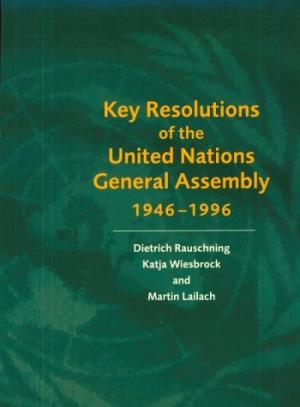 Key Resolutions
of the
United Nations
General Assembly
1946–1996
Dietrich Rauschning
Katja Wiesbrock
and
Martin Lailach